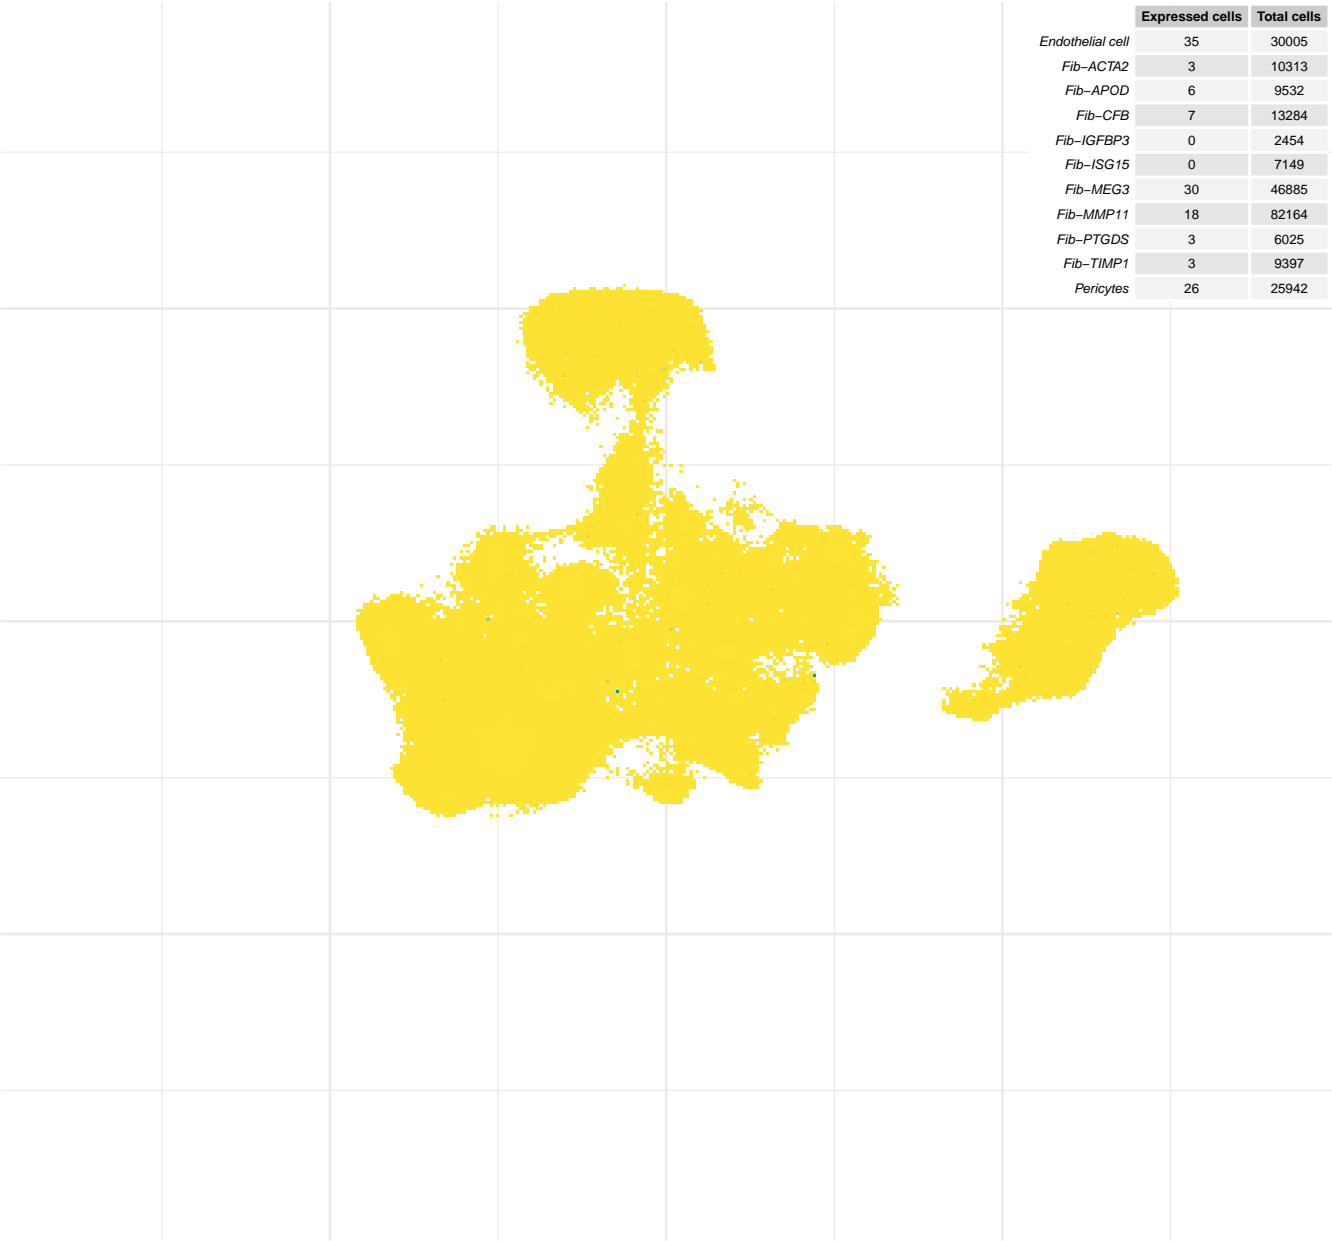 Expressed cells Total cells
Endothelial cell 35 30005
Fib−ACTA2 3 10313
Fib−APOD 6 9532
Fib−CFB 7 13284
Fib−IGFBP3 0 2454
Fib−ISG15 0 7149
Fib−MEG3 30 46885
Fib−MMP11 18 82164
Fib−PTGDS 3 6025
Fib−TIMP1 3 9397
Pericytes 26 25942